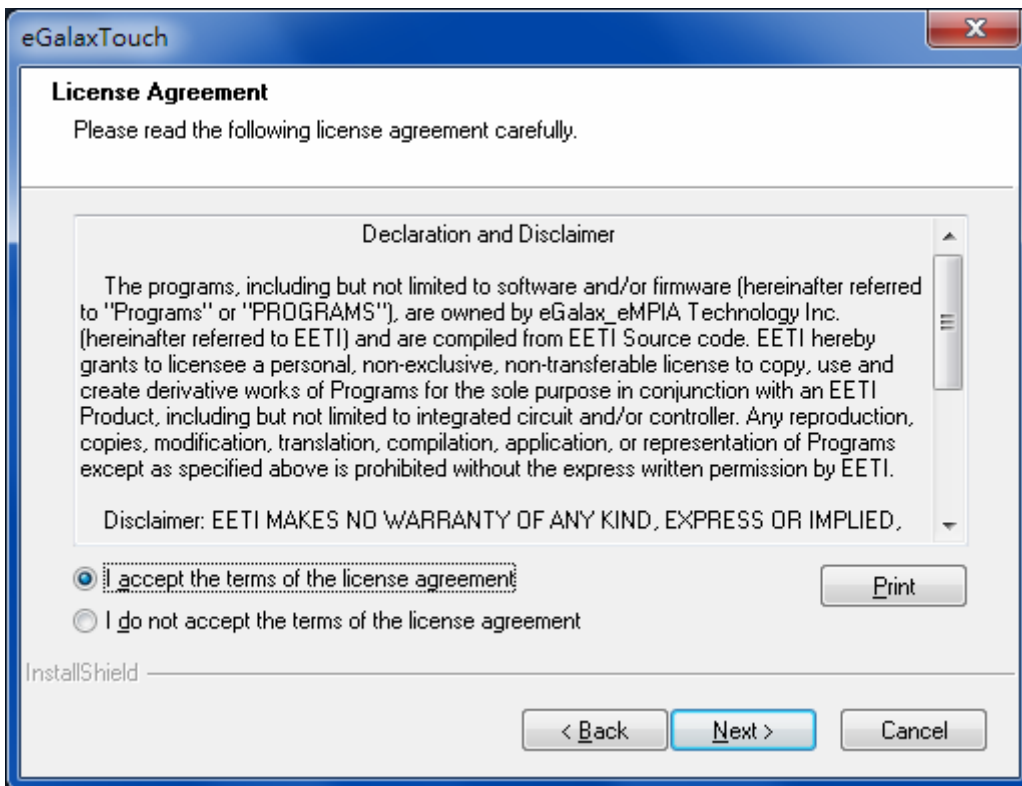 eGalaxTouch
License Agreement
Please read the following license agreement carefully.
Declaration and Disclaimer
The programs, including but not limited to software and/or firmware (hereinafter referred
to "Programs" or "PROGRAMS"), are owned by eGalax_eMPIA Technology Inc.
(hereinafter referred to EETI) and are compiled from EETI Source code. EETI hereby
grants to licensee a personal, non-exclusive, non-transferable license to copy, use and
create derivative works of Programs for the sole purpose in conjunction with an EETI
Product, including but not limited to integrated circuit and/or controller. Any reproduction,
copies, modification, translation, compilation, application, or representation of Programs
except as specified above is prohibited without the express written permission by EETI.
Disclaimer: EETI MAKES NO WARRANTY OF ANY KIND, EXPRESS OR IMPLIED,
I accept the terms of the license agreement
Print
I do not accept the terms of the license agreement
InstallShield
< Back
Next >
Cancel